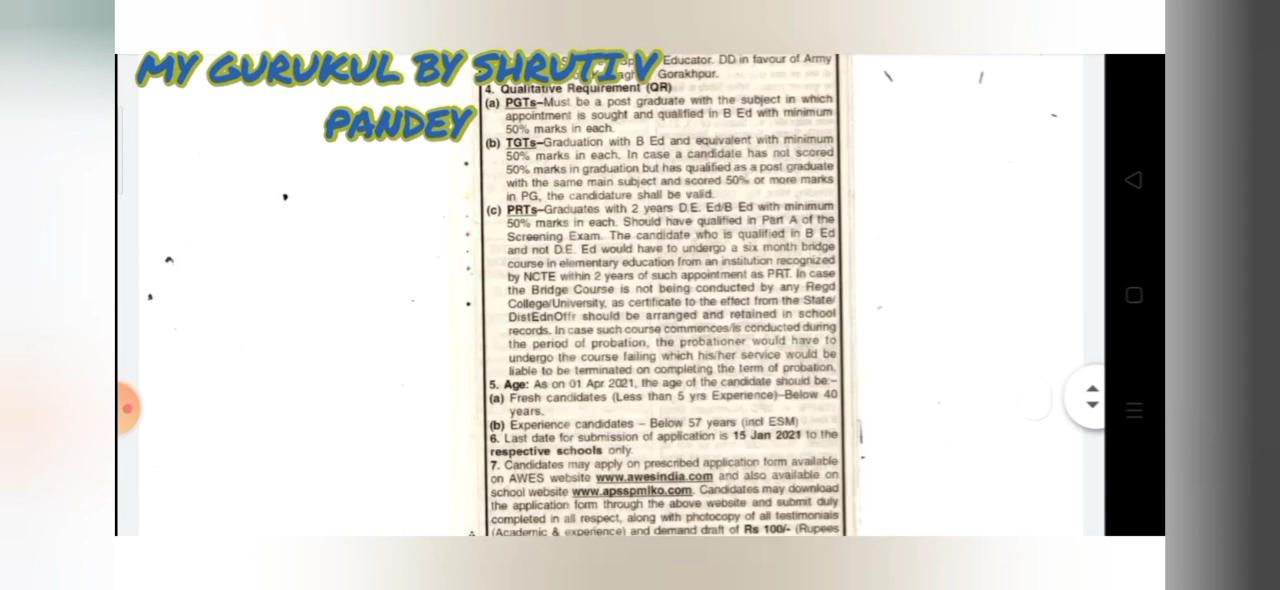 MY GURUKUL BY SHRUTI V
PANDEY
Educator. DD in favour of Army
Gorakhpur.
4. Qualitative Requirement (QR)
(a) PGTs–Must be a post graduate with the subject in which
appointment is sought and qualified in B Ed with minimum
50% marks in each.
(b) TGTs–Graduation with B Ed and equivalent with minimum
50% marks in each. In case a candidate has not scored
50% marks in graduation but has qualified as a post graduate
with the same main subject and scored 50% or more marks
in PG, the candidature shall be valid.
(c) PRTs–Graduates with 2 years D.E. Ed/B Ed with minimum
50% marks in each. Should have qualified in Part A of the
Screening Exam. The candidate who is qualified in B Ed
and not D.E. Ed would have to undergo a six month bridge
course in elementary education from an institution recognized
by NCTE within 2 years of such appointment as PRT. In case
the Bridge Course is not being conducted by any Regd
College/University, as certificate to the effect from the State/
DistEdnOffr should be arranged and retained in school
records. In case such course commences/is conducted during
the period of probation, the probationer would have to
undergo the course failing which his/her service would be
liable to be terminated on completing the term of probation.
5. Age: As on 01 Apr 2021, the age of the candidate should be:-
(a) Fresh candidates (Less than 5 yrs Experience)–Below 40
years.
(b) Experience candidates – Below 57 years (incl ESM)
6. Last date for submission of application is 15 Jan 2021 to the
respective schools only.
7. Candidates may apply on prescribed application form available
on AWES website www.awesindia.com and also available on
school website www.apsspmlko.com. Candidates may download
the application form through the above website and submit duly
completed in all respect, along with photocopy of all testimonials
(Academic & experience) and demand draft of Rs 100/- (Rupees